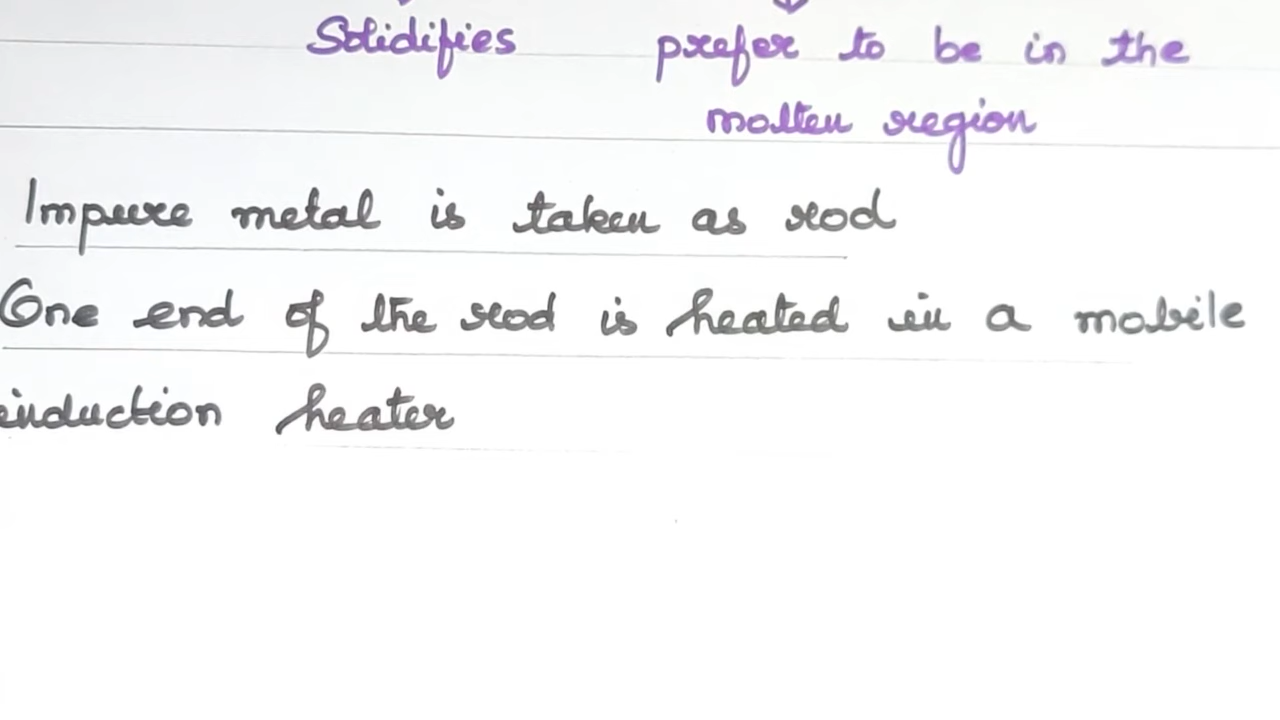 Solidifies prefer to be in the
molten region
Impure metal is taken as rod
One end of the rod is heated in a mobile
induction heater